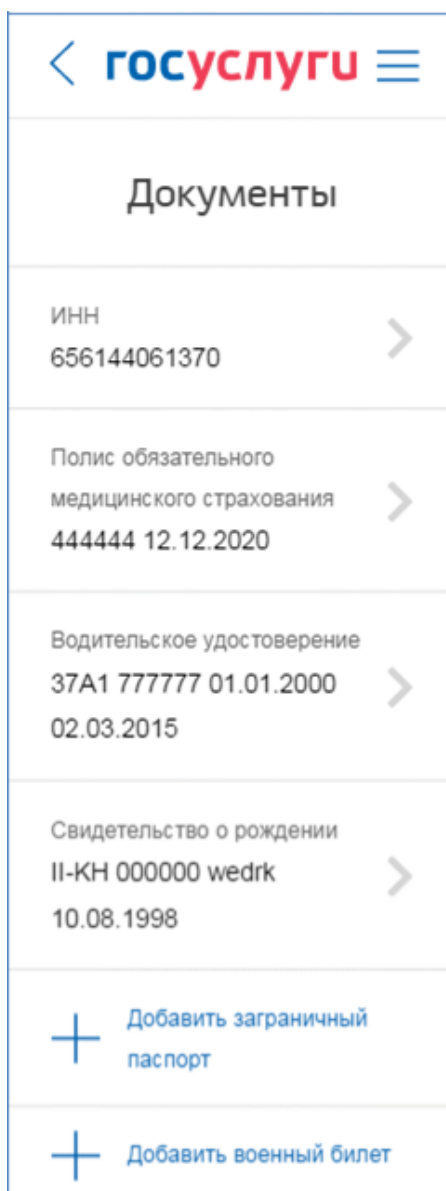 госуслуги
Документы
ИНН
656144061370
Полис обязательного
медицинского страхования
444444 12.12.2020
Водительское удостоверение
37А1 777777 01.01.2000
02.03.2015
Свидетельство о рождении
II-КН 000000 wedrk
10.08.1998
Добавить заграничный
паспорт
Добавить военный билет